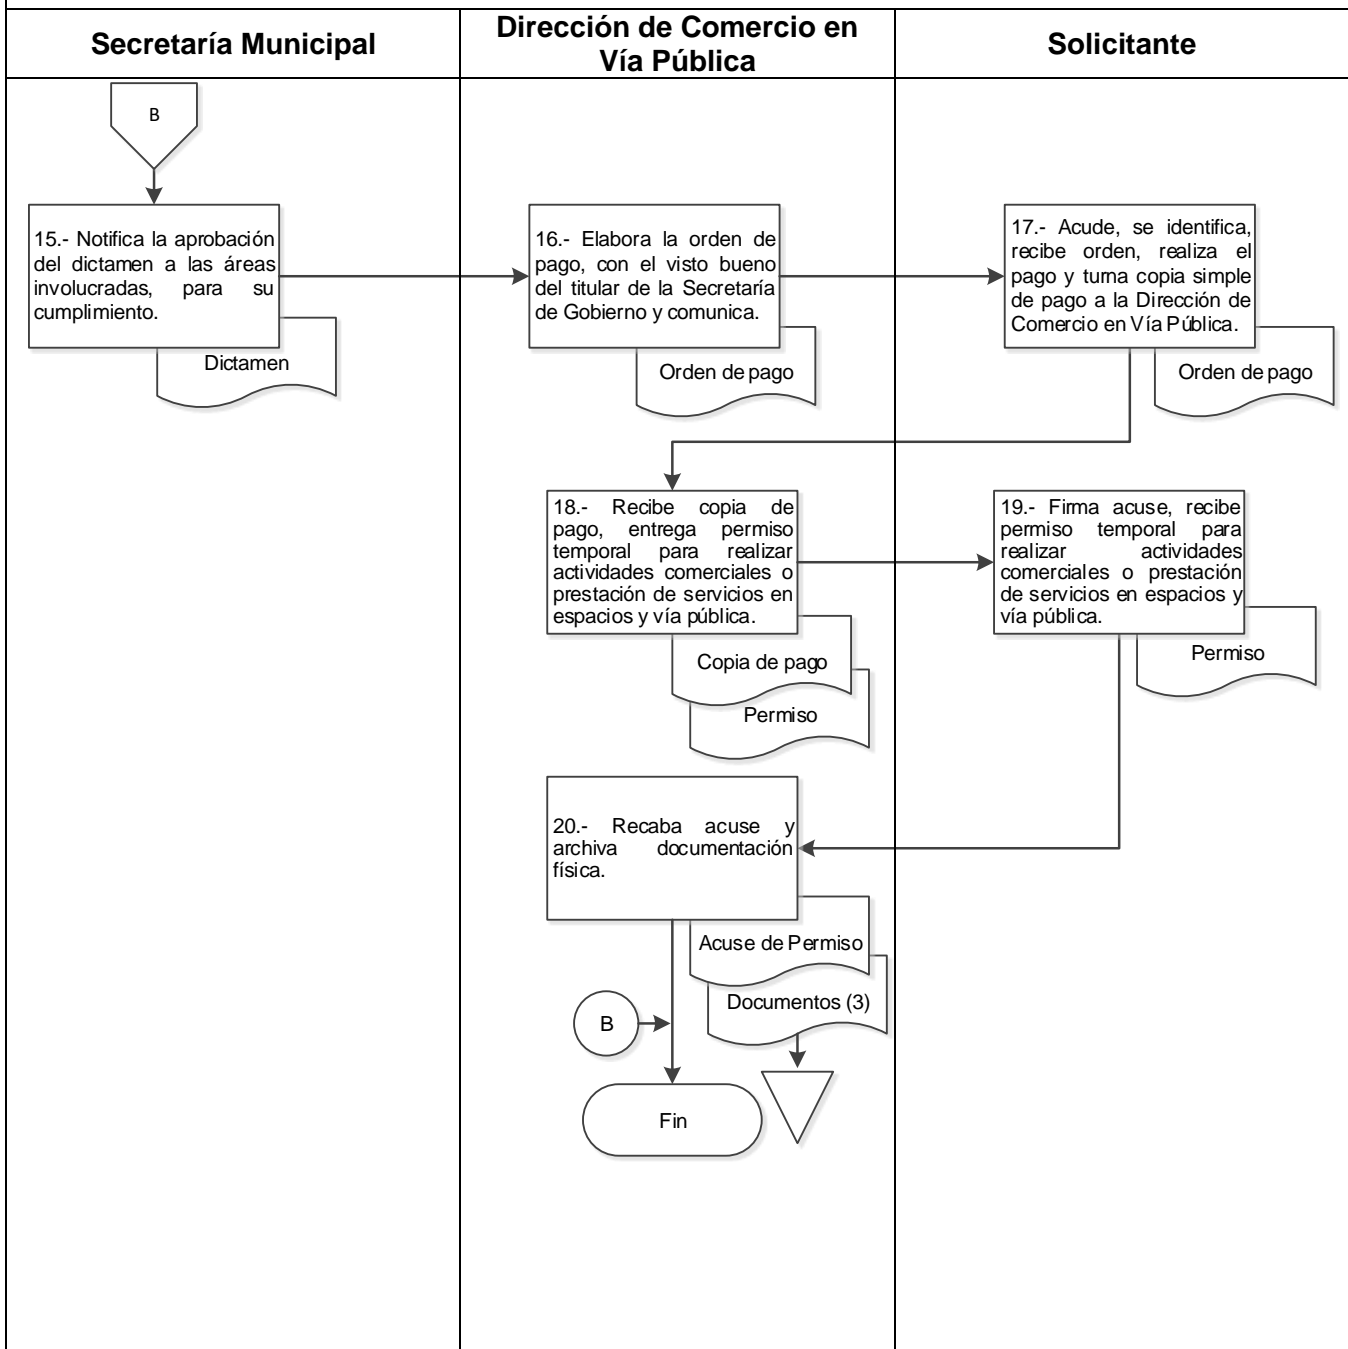 Secretaría Municipal
Dirección de Comercio en
Vía Pública
Solicitante
B
15.- Notifica la aprobación
del dictamen a las áreas
involucradas, para su
cumplimiento.
Dictamen
16.- Elabora la orden de
pago, con el visto bueno
del titular de la Secretaría
de Gobierno y comunica.
Orden de pago
17.- Acude, se identifica,
recibe orden, realiza el
pago y turna copia simple
de pago a la Dirección de
Comercio en Vía Pública.
Orden de pago
18.- Recibe copia de
pago, entrega permiso
temporal para realizar
actividades comerciales o
prestación de servicios en
espacios y vía pública.
Copia de pago
Permiso
19.- Firma acuse, recibe
permiso temporal para
realizar actividades
comerciales o prestación
de servicios en espacios y
vía pública.
Permiso
20.- Recaba acuse y
archiva documentación
física.
Acuse de Permiso
Documentos (3)
B
Fin